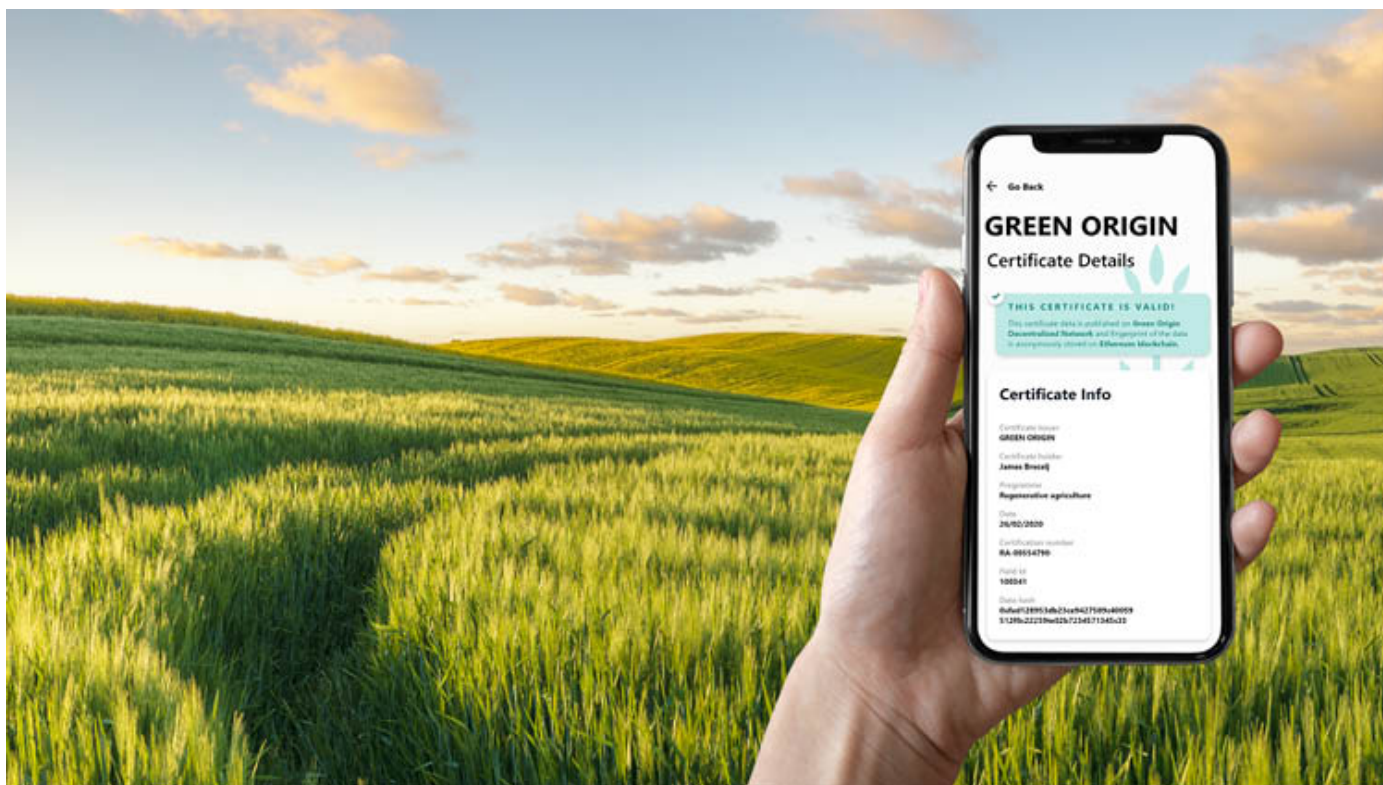 Go Back
GREEN ORIGIN
Certificate Details
THIS CERTIFICATE IS VALID!
This certificate data is published on Green Origin
Decentralised Network and fingerprint of the data
is anonymously stored on Ethereum blockchain.
Certificate Info
Certificate issuer
GREEN ORIGIN
Certificate holder
James Brecelj
Programme
Regenerative agriculture
Date
26/02/2020
Certification number
RA-00554790
Field Id
100341
Data hash